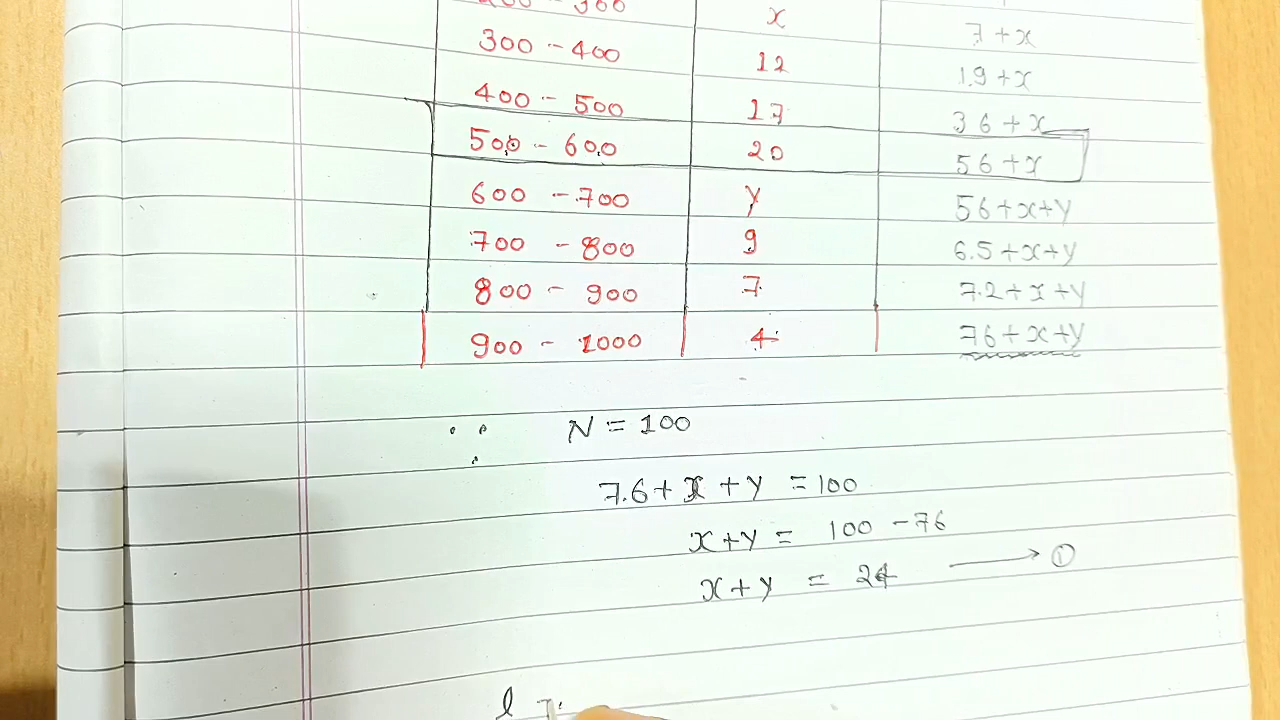 x 7+x
300 - 400 12 19+x
400 - 500 17 36+x
500 - 600 20 56+x
600 - 700 y 56+x+y
700 - 800 9 65+x+y
800 - 900 7 72+x+y
900 - 1000 4 76+x+y
∴ N = 100
76+x+y = 100
x+y = 100 - 76
x+y = 24 → ①
l